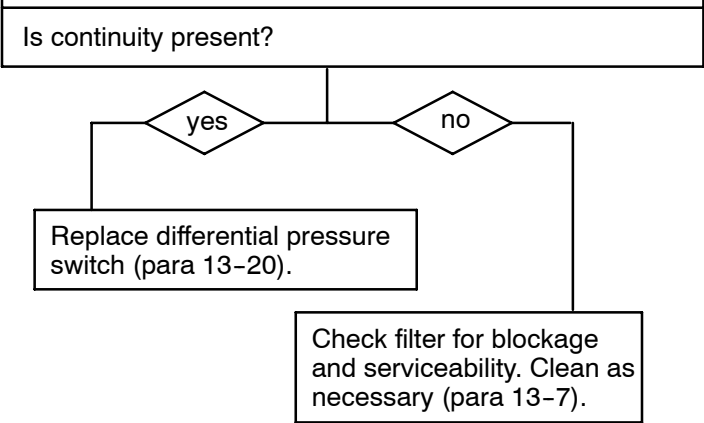 Is continuity present?
yes
no
Replace differential pressure
switch (para 13-20).
Check filter for blockage
and serviceability. Clean as
necessary (para 13-7).